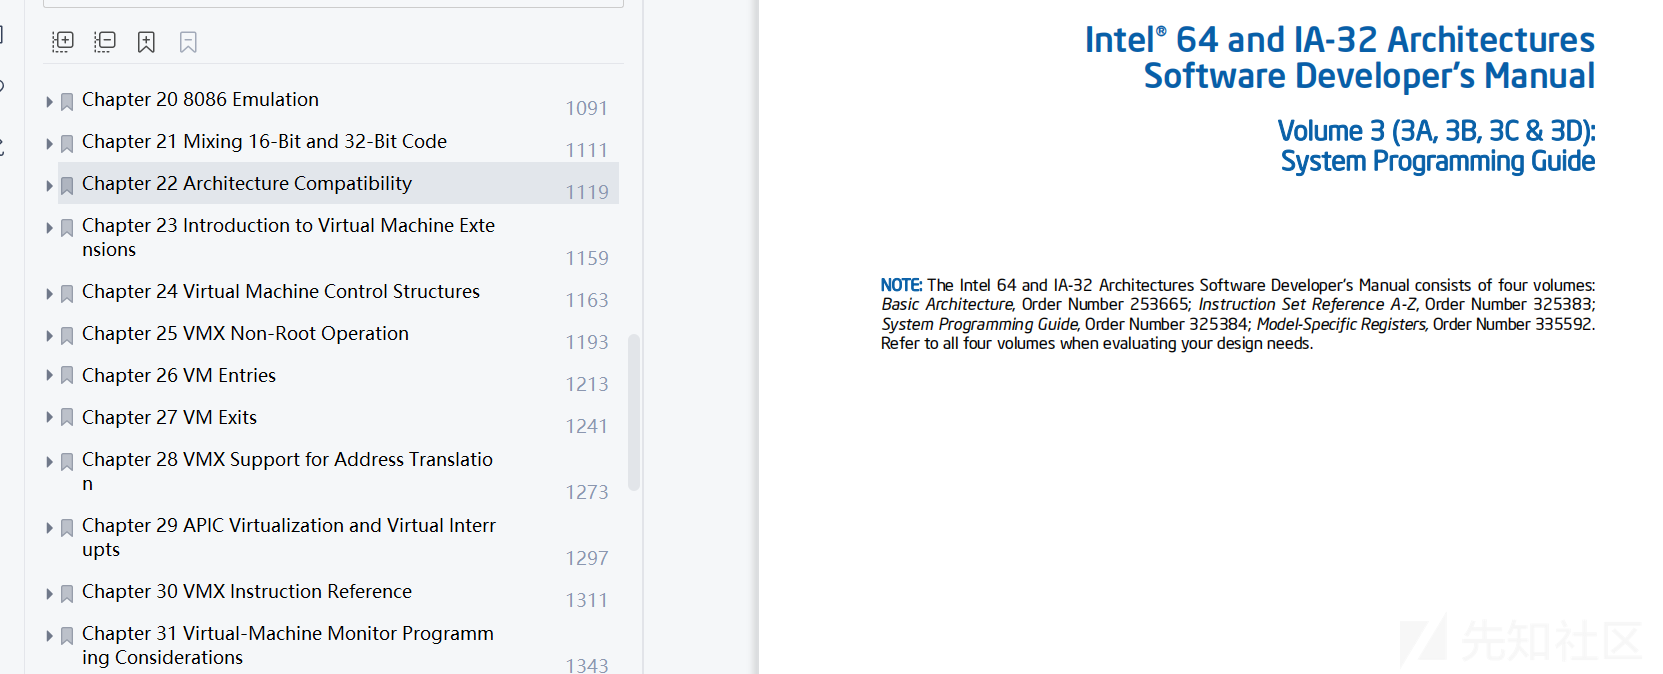 Chapter 20 8086 Emulation
1091
Chapter 21 Mixing 16-Bit and 32-Bit Code
1111
Chapter 22 Architecture Compatibility
1119
Chapter 23 Introduction to Virtual Machine Exte
nsions
1159
Chapter 24 Virtual Machine Control Structures
1163
Chapter 25 VMX Non-Root Operation
1193
Chapter 26 VM Entries
1213
Chapter 27 VM Exits
1241
Chapter 28 VMX Support for Address Translatio
n
1273
Chapter 29 APIC Virtualization and Virtual Interr
upts
1297
Chapter 30 VMX Instruction Reference
1311
Chapter 31 Virtual-Machine Monitor Programm
ing Considerations
1343
Intel® 64 and IA-32 Architectures
Software Developer’s Manual
Volume 3 (3A, 3B, 3C & 3D):
System Programming Guide
NOTE: The Intel 64 and IA-32 Architectures Software Developer's Manual consists of four volumes:
Basic Architecture, Order Number 253665; Instruction Set Reference A-Z, Order Number 325383;
System Programming Guide, Order Number 325384; Model-Specific Registers, Order Number 335592.
Refer to all four volumes when evaluating your design needs.
先知社区